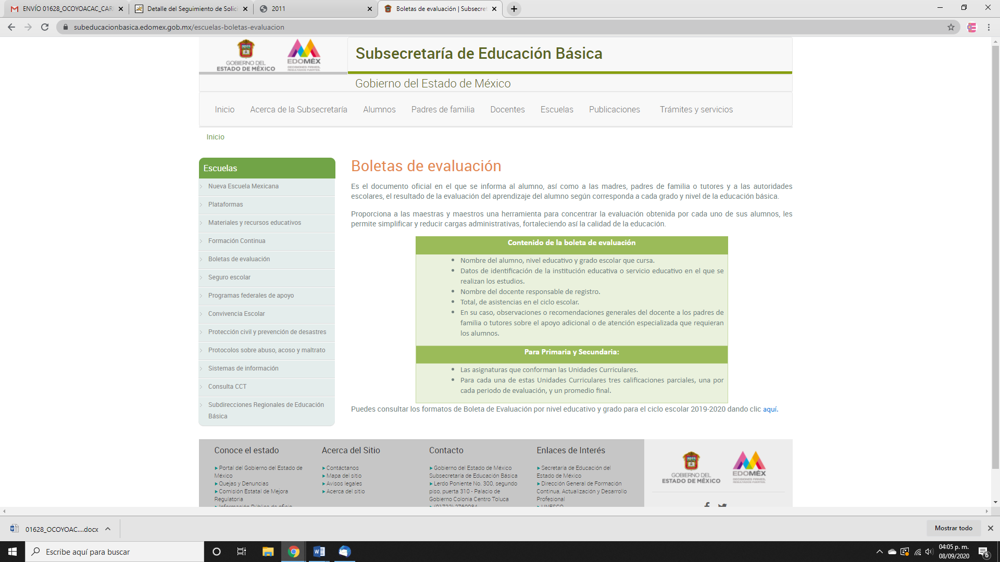 ENVÍO 01628_OCOYOACAC_CAR
Detalle del Seguimiento de Solic
2011
Boletas de evaluación | Subsecret
subeducacionbasica.edomex.gob.mx/escuelas-boletas-evaluacion
GOBIERNO DEL
ESTADO DE MÉXICO
EDOMÉX
DECISIONES FIRMES,
RESULTADOS FUERTES.
Subsecretaría de Educación Básica
Gobierno del Estado de México
Inicio Acerca de la Subsecretaría Alumnos Padres de familia Docentes Escuelas Publicaciones Trámites y servicios
Inicio
Escuelas
Nueva Escuela Mexicana
Plataformas
Materiales y recursos educativos
Formación Continua
Boletas de evaluación
Seguro escolar
Programas federales de apoyo
Convivencia Escolar
Protección civil y prevención de desastres
Protocolos sobre abuso, acoso y maltrato
Sistemas de información
Consulta CCT
Subdirecciones Regionales de Educación
Básica
Boletas de evaluación
Es el documento oficial en el que se informa al alumno, así como a las madres, padres de familia o tutores y a las autoridades
escolares, el resultado de la evaluación del aprendizaje del alumno según corresponda a cada grado y nivel de la educación básica.
Proporciona a las maestras y maestros una herramienta para concentrar la evaluación obtenida por cada uno de sus alumnos, les
permite simplificar y reducir cargas administrativas, fortaleciendo así la calidad de la educación.
Contenido de la boleta de evaluación
• Nombre del alumno, nivel educativo y grado escolar que cursa.
• Datos de identificación de la institución educativa o servicio educativo en el que se
realizan los estudios.
• Nombre del docente responsable de registro.
• Total, de asistencias en el ciclo escolar.
• En su caso, observaciones o recomendaciones generales del docente a los padres de
familia o tutores sobre el apoyo adicional o de atención especializada que requieran
los alumnos.
Para Primaria y Secundaria:
• Las asignaturas que conforman las Unidades Curriculares.
• Para cada una de estas Unidades Curriculares tres calificaciones parciales, una por
cada periodo de evaluación, y un promedio final.
Puedes consultar los formatos de Boleta de Evaluación por nivel educativo y grado para el ciclo escolar 2019-2020 dando clic aquí.
Conoce el estado
Portal del Gobierno del Estado de
México
Quejas y Denuncias
Comisión Estatal de Mejora
Regulatoria
Información Pública de oficio
Acerca del Sitio
Contáctanos
Mapa del sitio
Avisos legales
Acerca del sitio
Contacto
Gobierno del Estado de México
Subsecretaría de Educación Básica
Lerdo Poniente No. 300, segundo
piso, puerta 310 - Palacio de
Gobierno Colonia Centro Toluca
(01722) 2760084
Enlaces de Interés
Secretaría de Educación del
Estado de México
Dirección General de Formación
Continua, Actualización y Desarrollo
Profesional
UNESCO
GOBIERNO DEL
ESTADO DE MÉXICO
EDOMÉX
DECISIONES FIRMES,
RESULTADOS FUERTES.
01628_OCOYOAC....docx
Mostrar todo
Escribe aquí para buscar
04:05 p. m.
08/09/2020
6